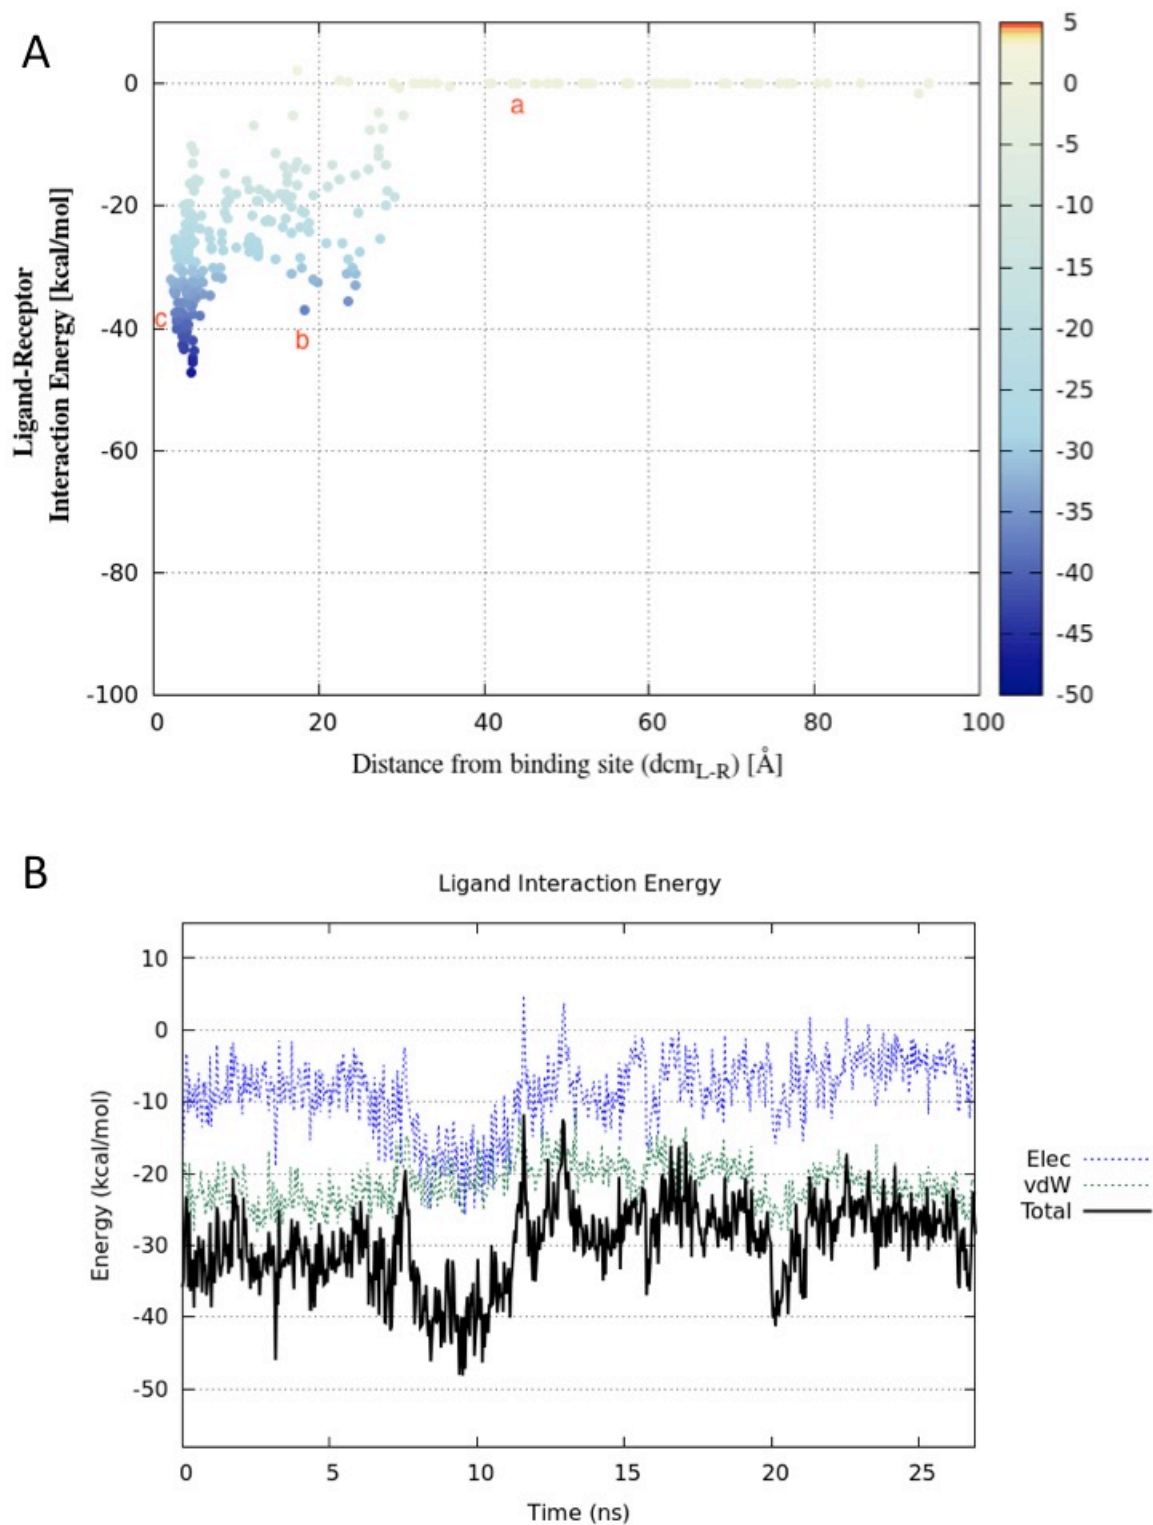 A
0
-20
-40
-60
-80
-100
0 20 40 60 80 100
Ligand-Receptor
Interaction Energy [kcal/mol]
Distance from binding site (dcmL-R) [Å]
a
b
c
5
0
-5
-10
-15
-20
-25
-30
-35
-40
-45
-50
B
Ligand Interaction Energy
10
0
-10
-20
-30
-40
-50
Energy (kcal/mol)
0 5 10 15 20 25
Time (ns)
Elec
vdW
Total